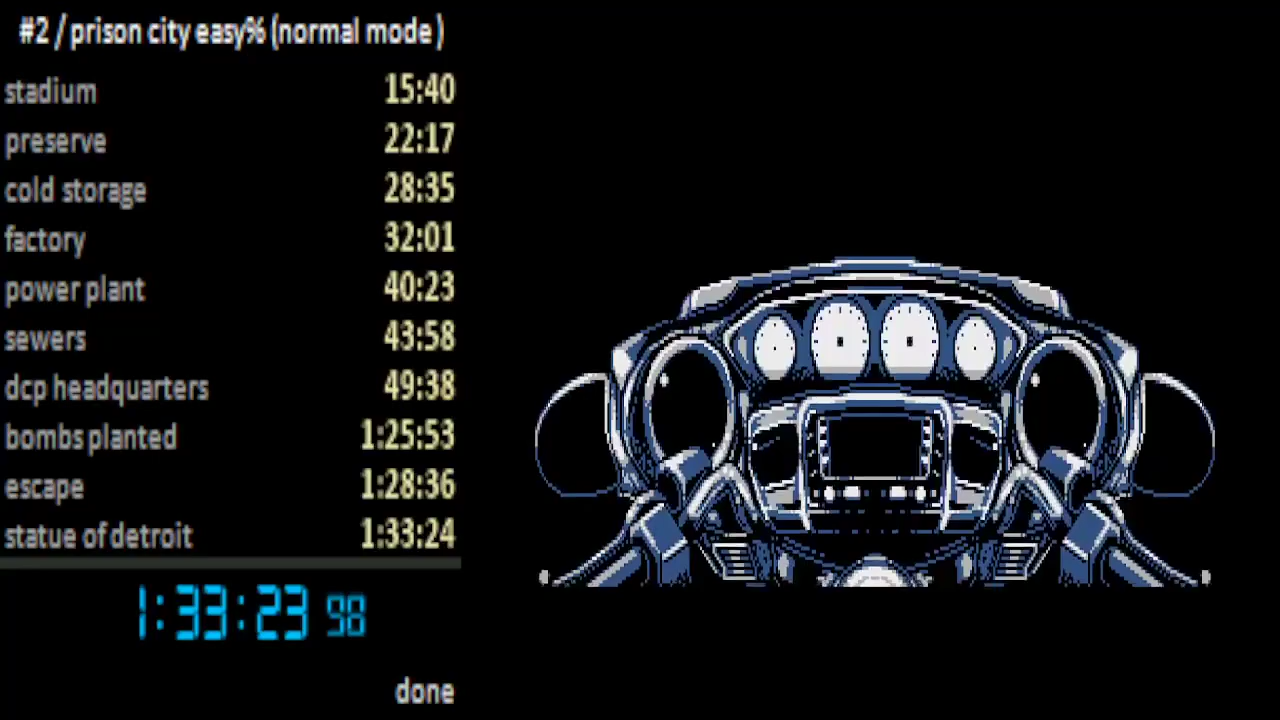 #2 / prison city easy% (normal mode)
stadium 15:40
preserve 22:17
cold storage 28:35
factory 32:01
power plant 40:23
sewers 43:58
dcp headquarters 49:38
bombs planted 1:25:53
escape 1:28:36
statue of detroit 1:33:24
1:33:23 98
done